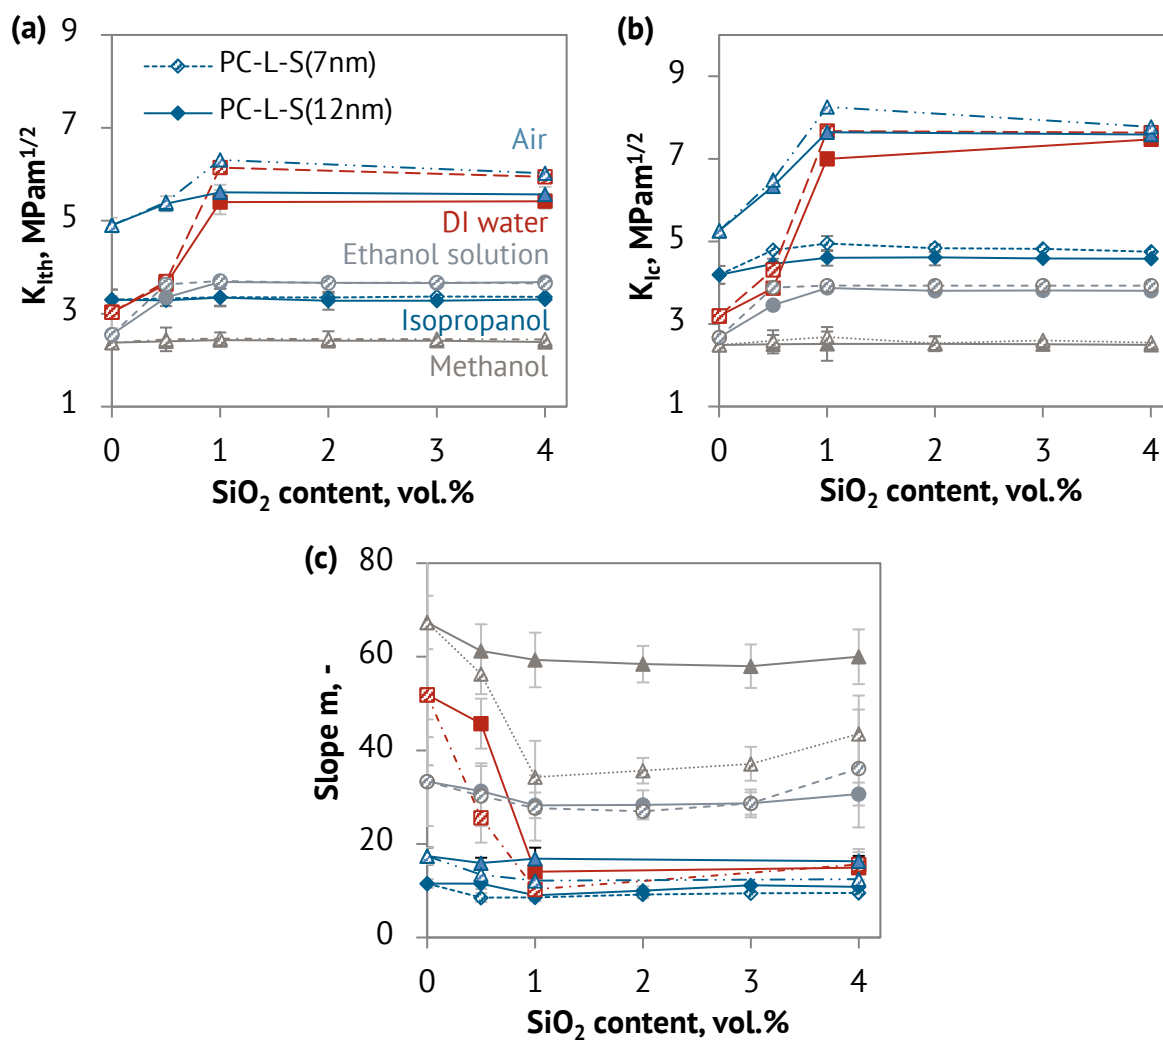 (a)
9
7
5
3
1
K_Ith, MPam^1/2
PC-L-S(7nm)
PC-L-S(12nm)
Air
DI water
Ethanol solution
Isopropanol
Methanol
0 1 2 3 4
SiO₂ content, vol.%
(b)
9
7
5
3
1
K_Ic, MPam^1/2
0 1 2 3 4
SiO₂ content, vol.%
(c)
80
60
40
20
0
Slope m, -
0 1 2 3 4
SiO₂ content, vol.%